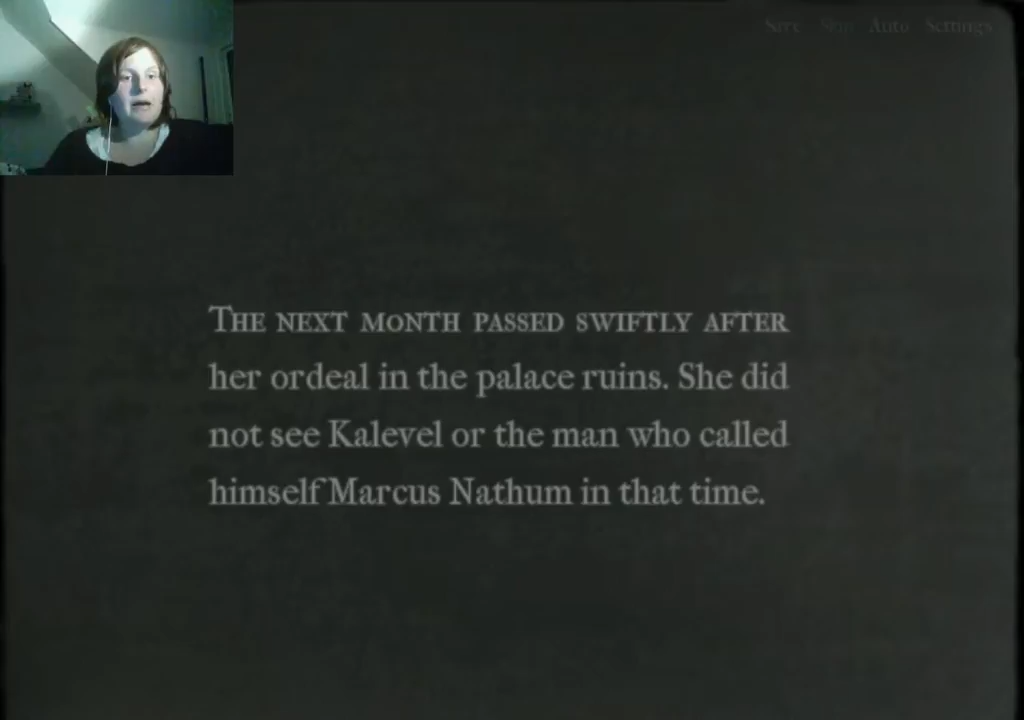 Save Skip Auto Settings
THE NEXT MONTH PASSED SWIFTLY AFTER
her ordeal in the palace ruins. She did
not see Kalevel or the man who called
himself Marcus Nathum in that time.